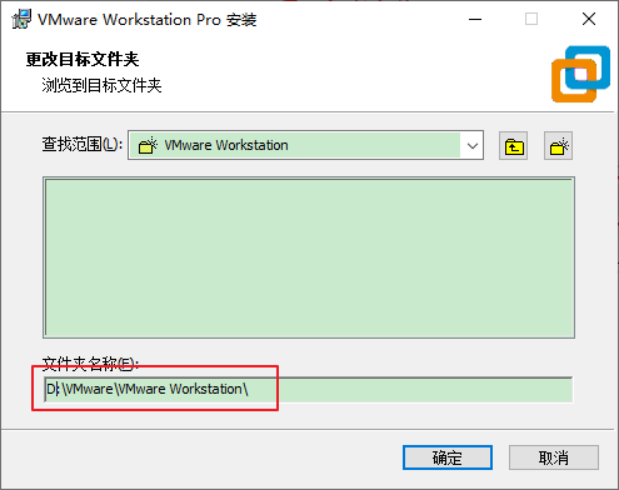 VMware Workstation Pro 安装
更改目标文件夹
浏览到目标文件夹
查找范围(L):
VMware Workstation
文件夹名称(F):
D:\VMware\VMware Workstation\
确定
取消